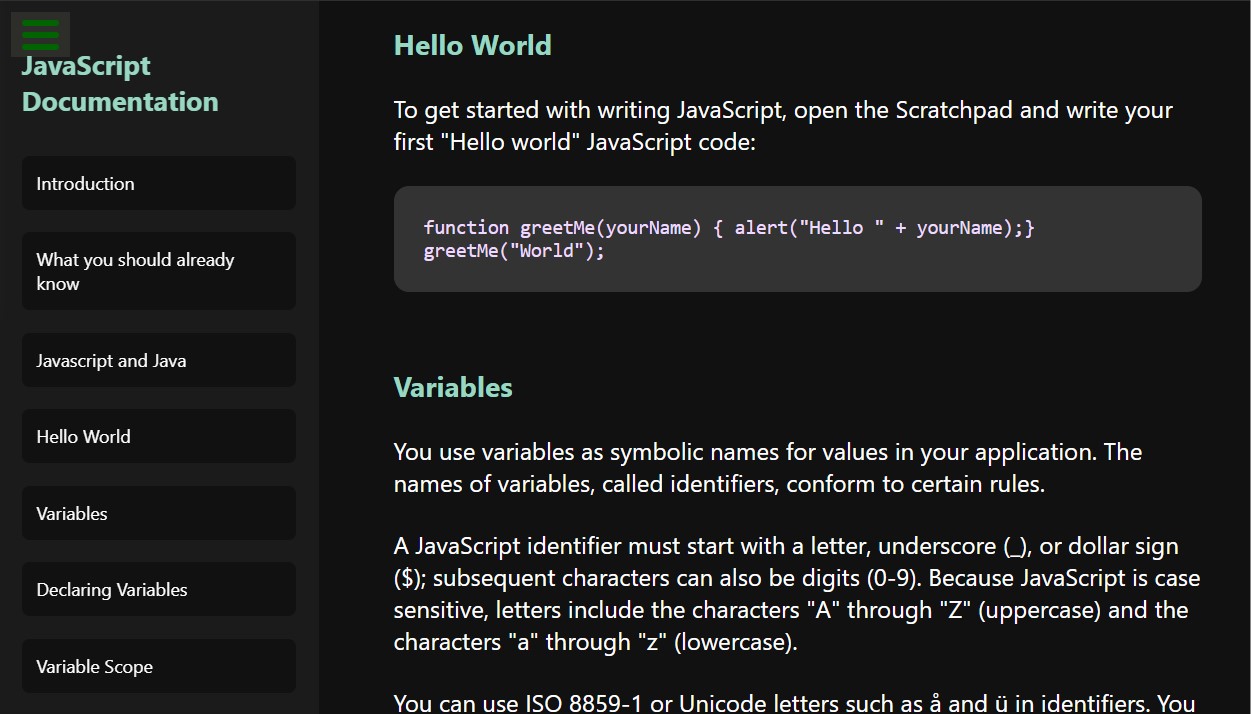 JavaScript
Documentation
Introduction
What you should already
know
Javascript and Java
Hello World
Variables
Declaring Variables
Variable Scope
Hello World
To get started with writing JavaScript, open the Scratchpad and write your
first "Hello world" JavaScript code:
function greetMe(yourName) { alert("Hello " + yourName);}
greetMe("World");
Variables
You use variables as symbolic names for values in your application. The
names of variables, called identifiers, conform to certain rules.
A JavaScript identifier must start with a letter, underscore (_), or dollar sign
($); subsequent characters can also be digits (0-9). Because JavaScript is case
sensitive, letters include the characters "A" through "Z" (uppercase) and the
characters "a" through "z" (lowercase).
You can use ISO 8859-1 or Unicode letters such as å and ü in identifiers. You